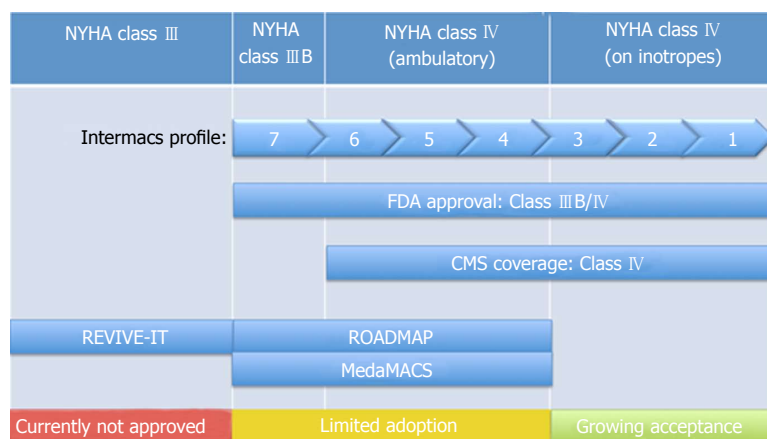 NYHA class Ⅲ
NYHA
class ⅢB
NYHA class Ⅳ
(ambulatory)
NYHA class Ⅳ
(on inotropes)
Intermacs profile: 7 6 5 4 3 2 1
FDA approval: Class ⅢB/Ⅳ
CMS coverage: Class Ⅳ
REVIVE-IT
ROADMAP
MedaMACS
Currently not approved
Limited adoption
Growing acceptance